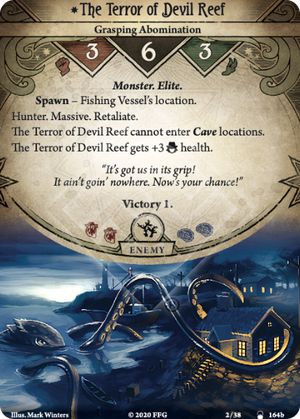 The Terror of Devil Reef
Grasping Abomination
3 6 3
Monster. Elite.
Spawn – Fishing Vessel's location.
Hunter. Massive. Retaliate.
The Terror of Devil Reef cannot enter Cave locations.
The Terror of Devil Reef gets +3 health.
"It's got us in its grip!
It ain't goin' nowhere. Now's your chance!"
Victory 1.
ENEMY
Illus. Mark Winters
© 2020 FFG
2/38
164b